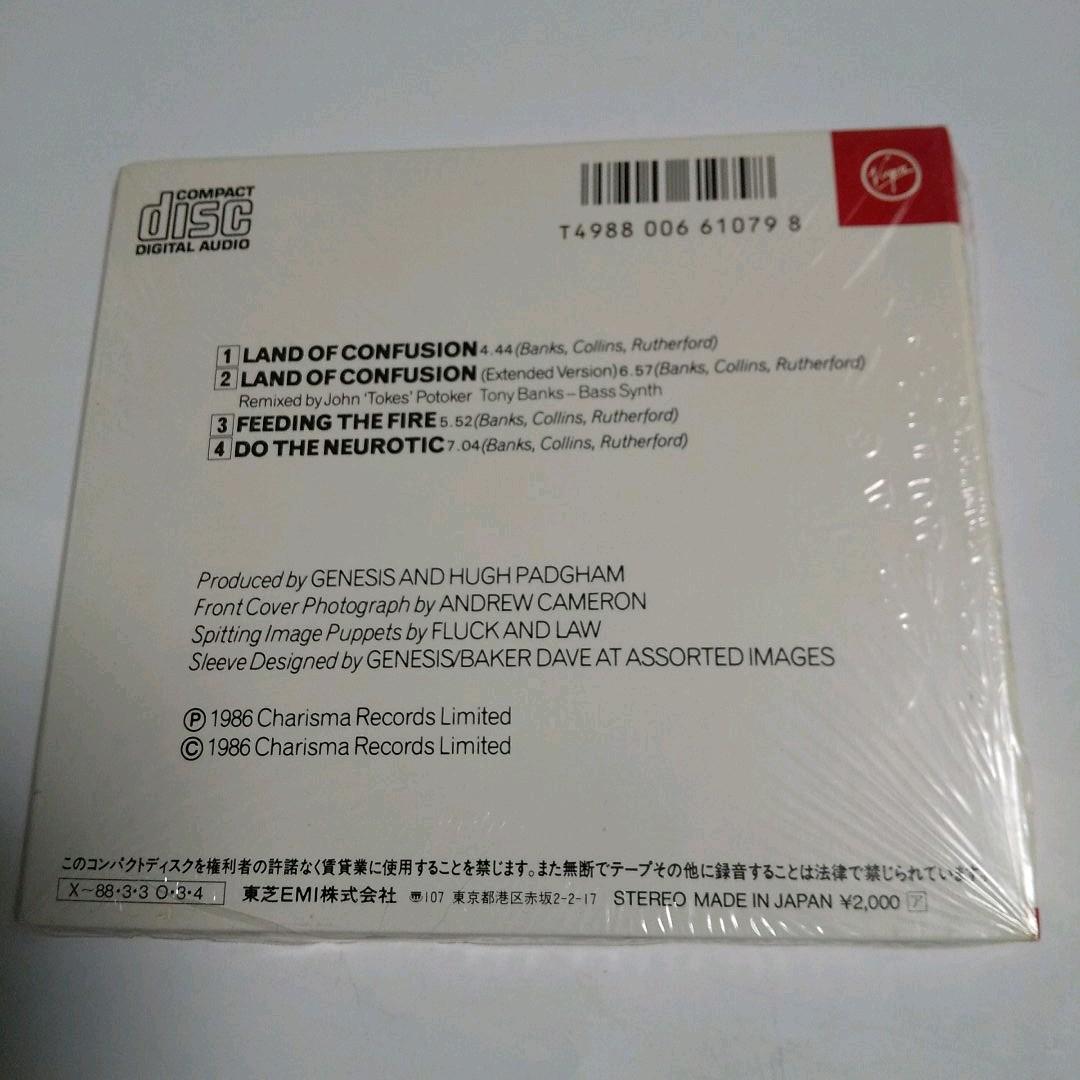 COMPACT
disc
DIGITAL AUDIO
T4988 006 61079 8
Virgin
1 LAND OF CONFUSION 4.44 (Banks, Collins, Rutherford)
2 LAND OF CONFUSION (Extended Version) 6.57 (Banks, Collins, Rutherford)
Remixed by John 'Tokes' Potoker Tony Banks – Bass Synth
3 FEEDING THE FIRE 5.52 (Banks, Collins, Rutherford)
4 DO THE NEUROTIC 7.04 (Banks, Collins, Rutherford)
Produced by GENESIS AND HUGH PADGHAM
Front Cover Photograph by ANDREW CAMERON
Spitting Image Puppets by FLUCK AND LAW
Sleeve Designed by GENESIS/BAKER DAVE AT ASSORTED IMAGES
Ⓟ 1986 Charisma Records Limited
© 1986 Charisma Records Limited
このコンパクトディスクを権利者の許諾なく賃貸業に使用することを禁じます。また無断でテープその他に録音することは法律で禁じられています。
X〜88・3・3 O・3・4 東芝EMI株式会社 〠107 東京都港区赤坂2-2-17 STEREO MADE IN JAPAN ¥2,000 ア